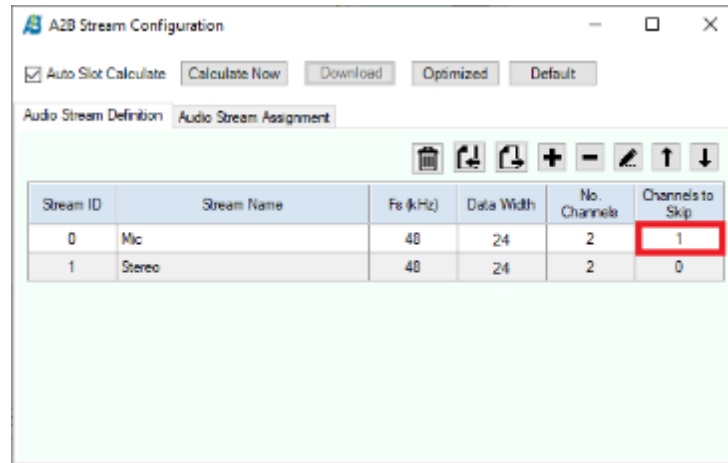 A2B Stream Configuration
Auto Slot Calculate Calculate Now Download Optimized Default
Audio Stream Definition Audio Stream Assignment
Stream ID Stream Name Fs (kHz) Data Width No. Channels Channels to Skip
0 Mic 48 24 2 1
1 Stereo 48 24 2 0